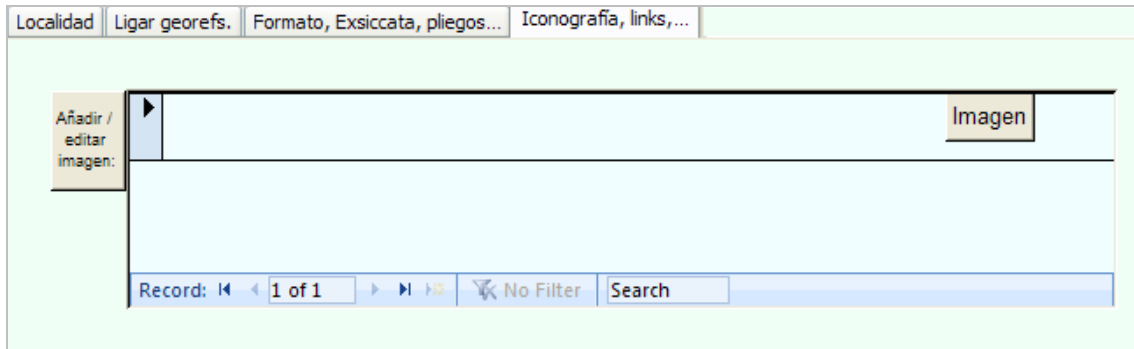 Localidad Ligar georefs. Formato, Exsiccata, pliegos... Iconografía, links,...
Añadir /
editar
imagen:
Imagen
Record: 1 of 1 No Filter Search